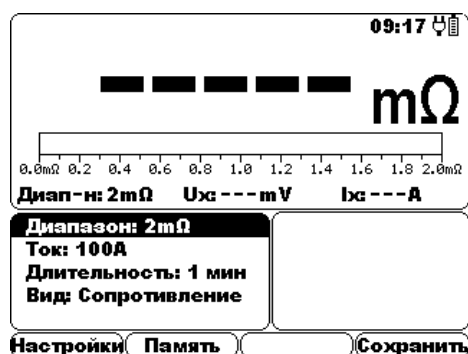 09:17
----- mΩ
0.0mΩ 0.2 0.4 0.6 0.8 1.0 1.2 1.4 1.6 1.8 2.0mΩ
Диап-н: 2mΩ Ux: ---mV Ix: ---A
Диапазон: 2mΩ
Ток: 100A
Длительность: 1 мин
Вид: Сопротивление
Настройки Память Сохранить